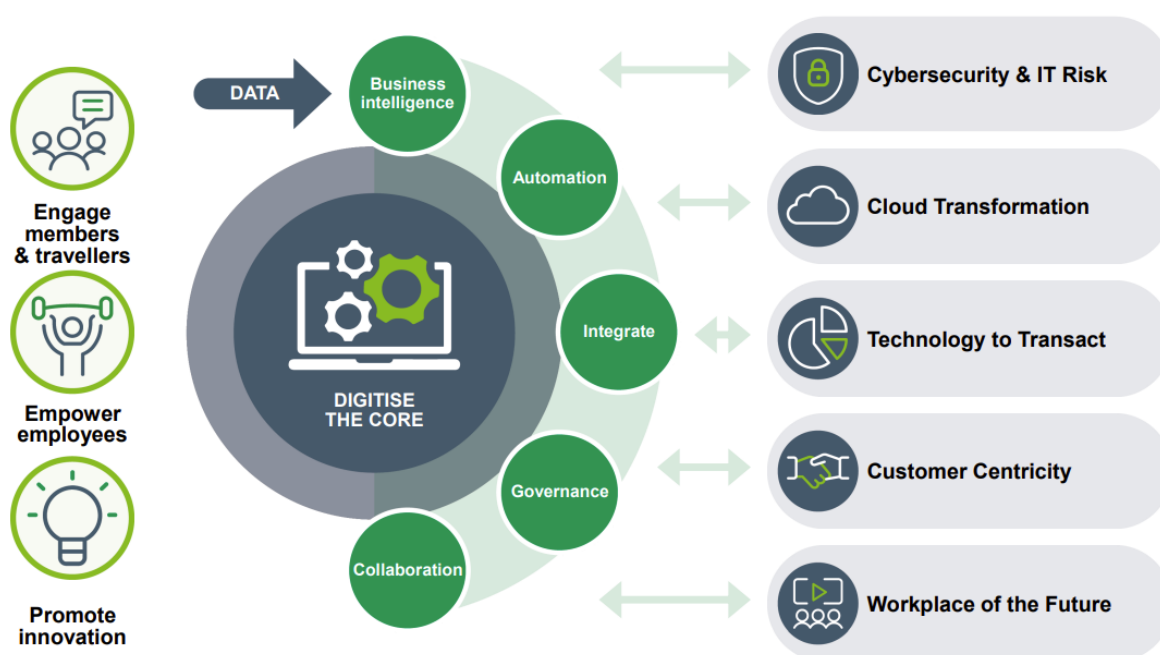 Engage
members
& travellers
Empower
employees
Promote
innovation
DATA
Business
intelligence
Automation
Integrate
Governance
Collaboration
DIGITISE
THE CORE
Cybersecurity & IT Risk
Cloud Transformation
Technology to Transact
Customer Centricity
Workplace of the Future